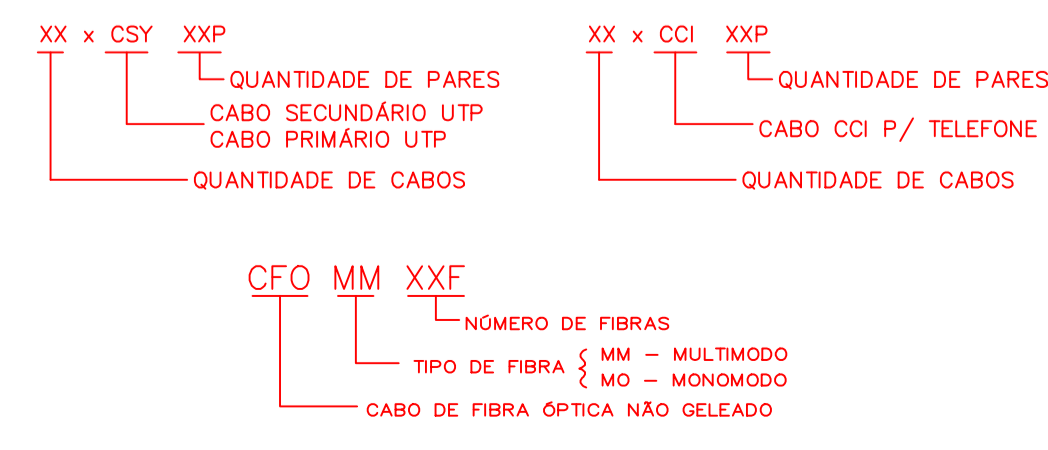 XX x CSY XXP
QUANTIDADE DE PARES
CABO SECUNDÁRIO UTP
CABO PRIMÁRIO UTP
QUANTIDADE DE CABOS
XX x CCI XXP
QUANTIDADE DE PARES
CABO CCI P/ TELEFONE
QUANTIDADE DE CABOS
CFO MM XXF
NÚMERO DE FIBRAS
TIPO DE FIBRA { MM – MULTIMODO
MO – MONOMODO
CABO DE FIBRA ÓPTICA NÃO GELEADO